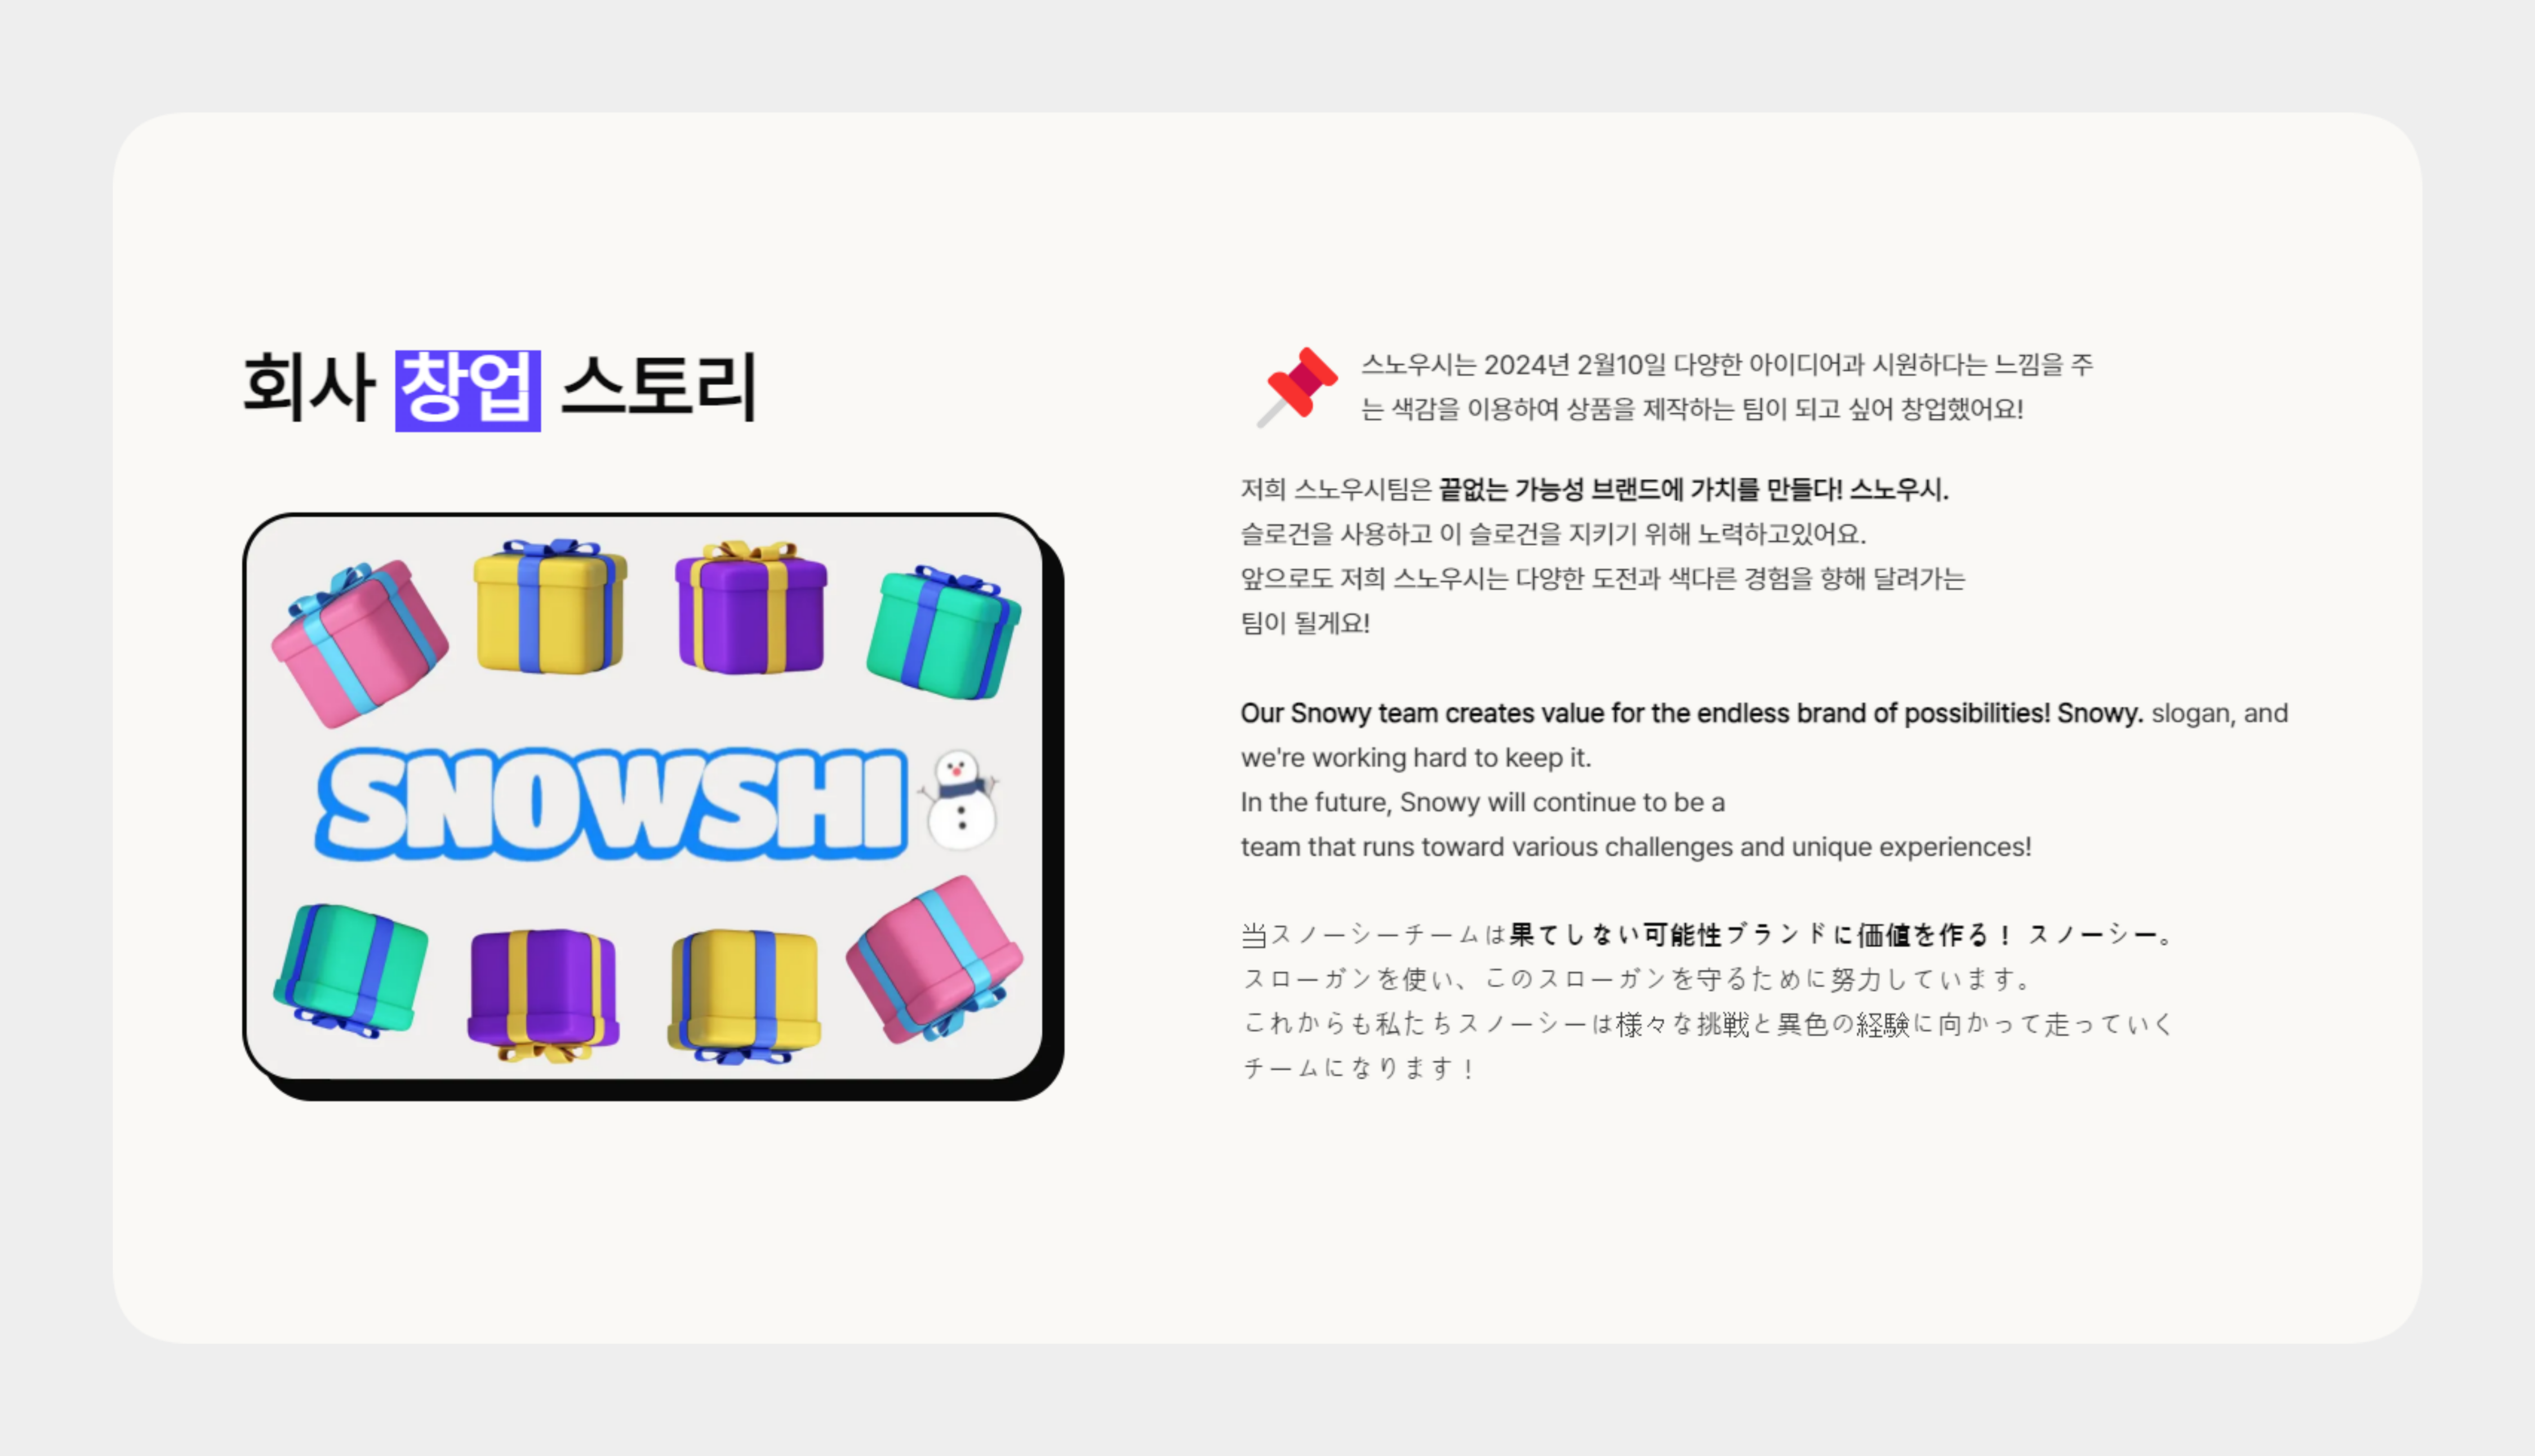 회사 창업 스토리
SNOWSHI
스노우시는 2024년 2월10일 다양한 아이디어과 시원하다는 느낌을 주
는 색감을 이용하여 상품을 제작하는 팀이 되고 싶어 창업했어요!
저희 스노우시팀은 끝없는 가능성 브랜드에 가치를 만들다! 스노우시.
슬로건을 사용하고 이 슬로건을 지키기 위해 노력하고있어요.
앞으로도 저희 스노우시는 다양한 도전과 색다른 경험을 향해 달려가는
팀이 될게요!
Our Snowy team creates value for the endless brand of possibilities! Snowy. slogan, and
we're working hard to keep it.
In the future, Snowy will continue to be a
team that runs toward various challenges and unique experiences!
当スノーシーチームは果てしない可能性ブランドに価値を作る！ スノーシー。
スローガンを使い、このスローガンを守るために努力しています。
これからも私たちスノーシーは様々な挑戦と異色の経験に向かって走っていく
チームになります！